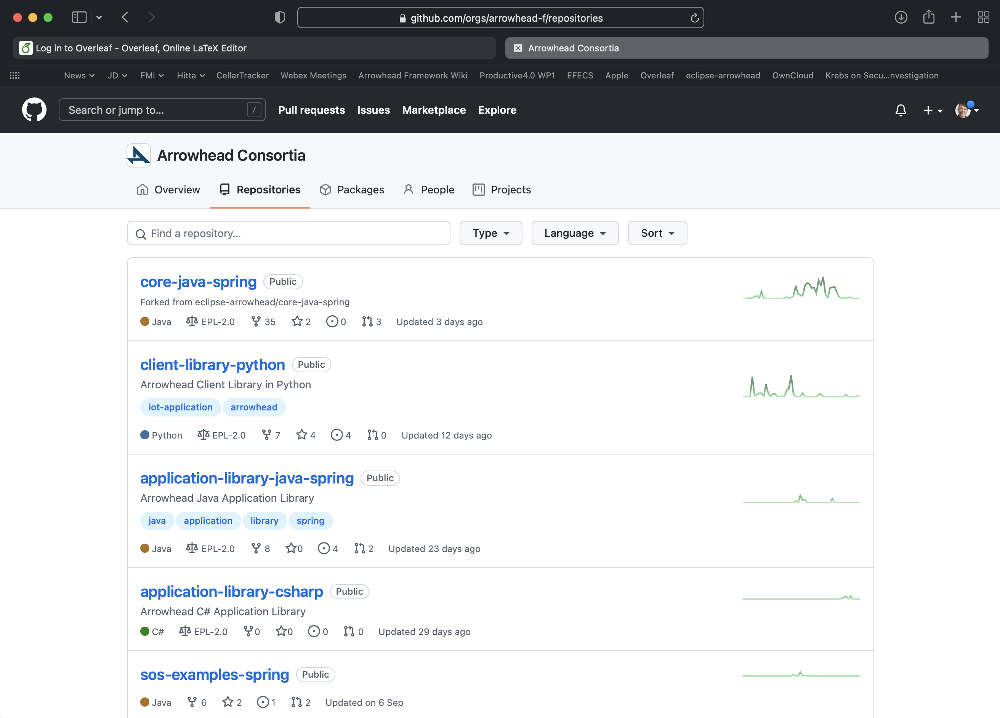 github.com/orgs/arrowhead-f/repositories
Log in to Overleaf - Overleaf, Online LaTeX Editor
Arrowhead Consortia
News JD FMI Hitta CellarTracker Webex Meetings Arrowhead Framework Wiki Productive4.0 WP1 EFECS Apple Overleaf eclipse-arrowhead OwnCloud Krebs on Secu...nvestigation
Search or jump to... / Pull requests Issues Marketplace Explore
Arrowhead Consortia
Overview Repositories Packages People Projects
Find a repository... Type Language Sort
core-java-spring Public
Forked from eclipse-arrowhead/core-java-spring
Java EPL-2.0 35 2 0 3 Updated 3 days ago
client-library-python Public
Arrowhead Client Library in Python
iot-application arrowhead
Python EPL-2.0 7 4 4 0 Updated 12 days ago
application-library-java-spring Public
Arrowhead Java Application Library
java application library spring
Java EPL-2.0 8 0 4 2 Updated 23 days ago
application-library-csharp Public
Arrowhead C# Application Library
C# EPL-2.0 0 0 0 0 Updated 29 days ago
sos-examples-spring Public
Java 6 2 1 2 Updated on 6 Sep